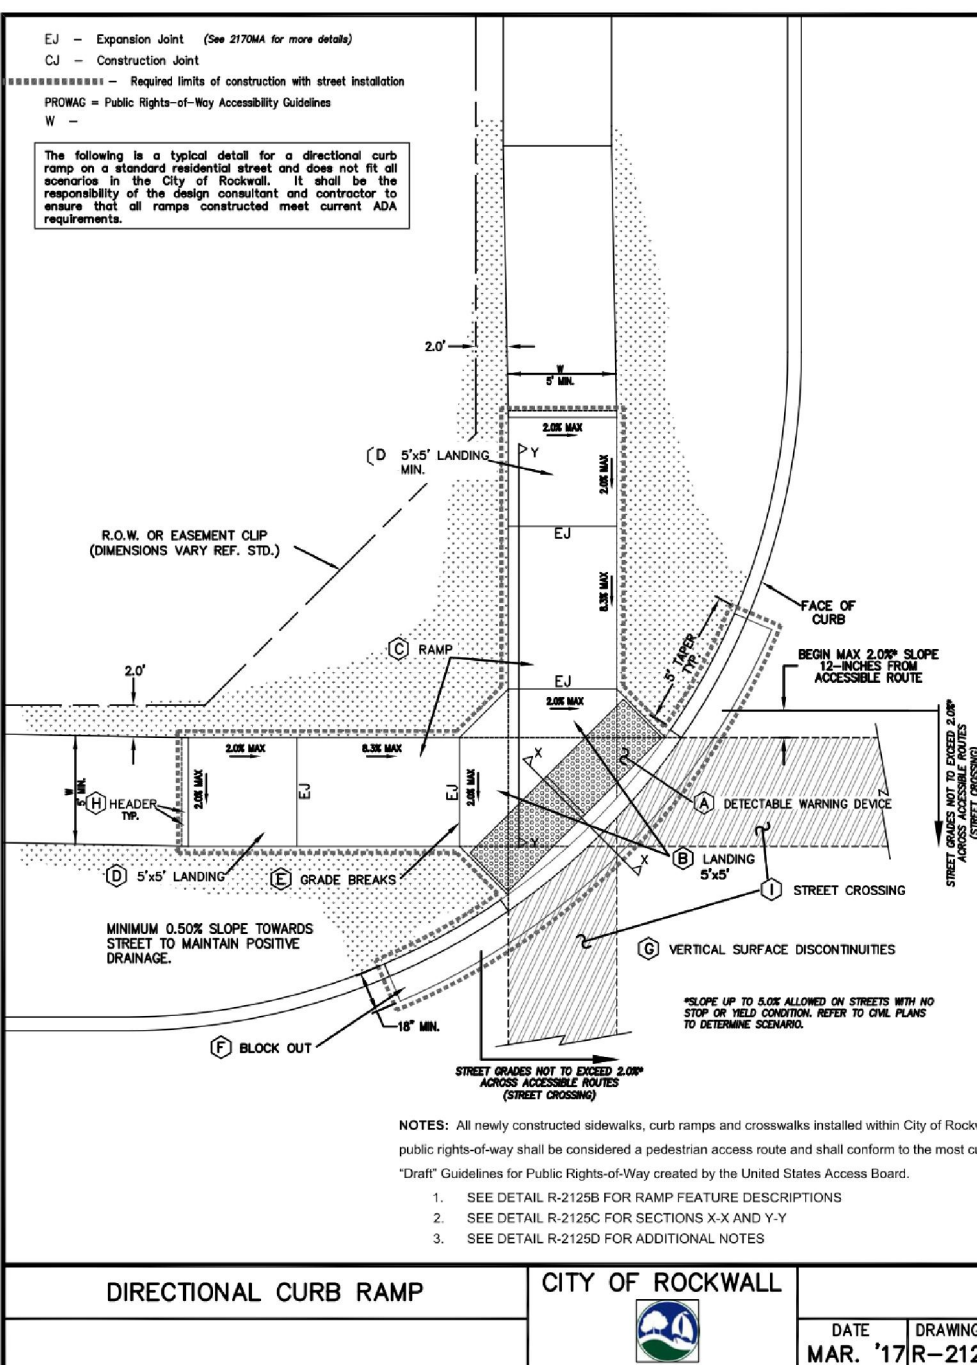 EJ – Expansion Joint (See 2170MA for more details)
CJ – Construction Joint
– Required limits of construction with street installation
PROWAG = Public Rights-of-Way Accessibility Guidelines
W –
The following is a typical detail for a directional curb
ramp on a standard residential street and does not fit all
scenarios in the City of Rockwall. It shall be the
responsibility of the design consultant and contractor to
ensure that all ramps constructed meet current ADA
requirements.
2.0'
W
5' MIN.
2.0% MAX
D 5'x5' LANDING
MIN.
Y
2.0% MAX
EJ
R.O.W. OR EASEMENT CLIP
(DIMENSIONS VARY REF. STD.)
8.3% MAX
FACE OF
CURB
C RAMP
5' TAPER
TYP.
BEGIN MAX 2.0%* SLOPE
12-INCHES FROM
ACCESSIBLE ROUTE
2.0'
EJ
2.0% MAX
STREET GRADES NOT TO EXCEED 2.0%*
ACROSS ACCESSIBLE ROUTES
(STREET CROSSING)
2.0% MAX
8.3% MAX
X
W
5' MIN.
H HEADER
TYP.
2.0% MAX
EJ
EJ
2.0% MAX
A DETECTABLE WARNING DEVICE
Y
X
B LANDING
5'x5'
D 5'x5' LANDING
E GRADE BREAKS
I STREET CROSSING
MINIMUM 0.50% SLOPE TOWARDS
STREET TO MAINTAIN POSITIVE
DRAINAGE.
G VERTICAL SURFACE DISCONTINUITIES
*SLOPE UP TO 5.0% ALLOWED ON STREETS WITH NO
STOP OR YIELD CONDITION. REFER TO CIVIL PLANS
TO DETERMINE SCENARIO.
18" MIN.
F BLOCK OUT
STREET GRADES NOT TO EXCEED 2.0%*
ACROSS ACCESSIBLE ROUTES
(STREET CROSSING)
NOTES: All newly constructed sidewalks, curb ramps and crosswalks installed within City of Rockw
public rights-of-way shall be considered a pedestrian access route and shall conform to the most cu
"Draft" Guidelines for Public Rights-of-Way created by the United States Access Board.
1. SEE DETAIL R-2125B FOR RAMP FEATURE DESCRIPTIONS
2. SEE DETAIL R-2125C FOR SECTIONS X-X AND Y-Y
3. SEE DETAIL R-2125D FOR ADDITIONAL NOTES
DIRECTIONAL CURB RAMP
CITY OF ROCKWALL
DATE
MAR. '17
DRAWING
R-212